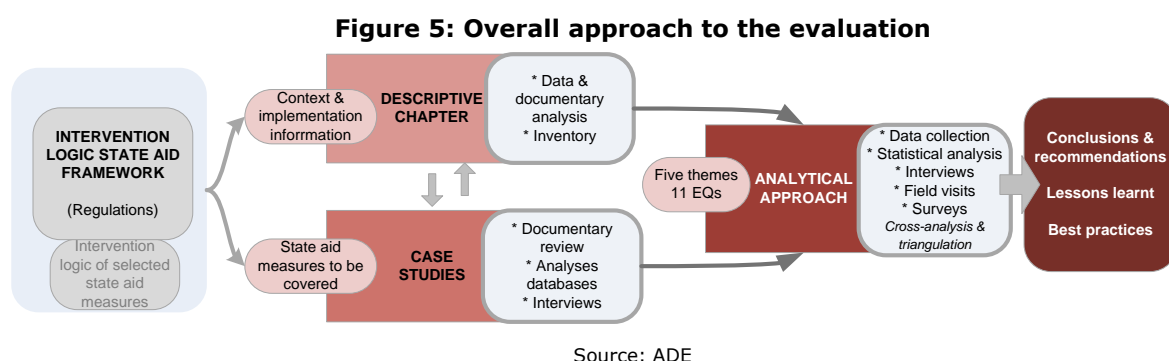 Figure 5: Overall approach to the evaluation
INTERVENTION
LOGIC STATE AID
FRAMEWORK
(Regulations)
Intervention
logic of selected
state aid
measures
Context &
implementation
inforrmation
DESCRIPTIVE
CHAPTER
* Data &
documentary
analysis
* Inventory
State aid
measures to be
covered
CASE
STUDIES
* Documentary
review
* Analyses
databases
* Interviews
Five themes
11 EQs
ANALYTICAL
APPROACH
* Data collection
* Statistical analysis
* Interviews
* Field visits
* Surveys
Cross-analysis &
triangulation
Conclusions &
recommendations
Lessons learnt
Best practices
Source: ADE